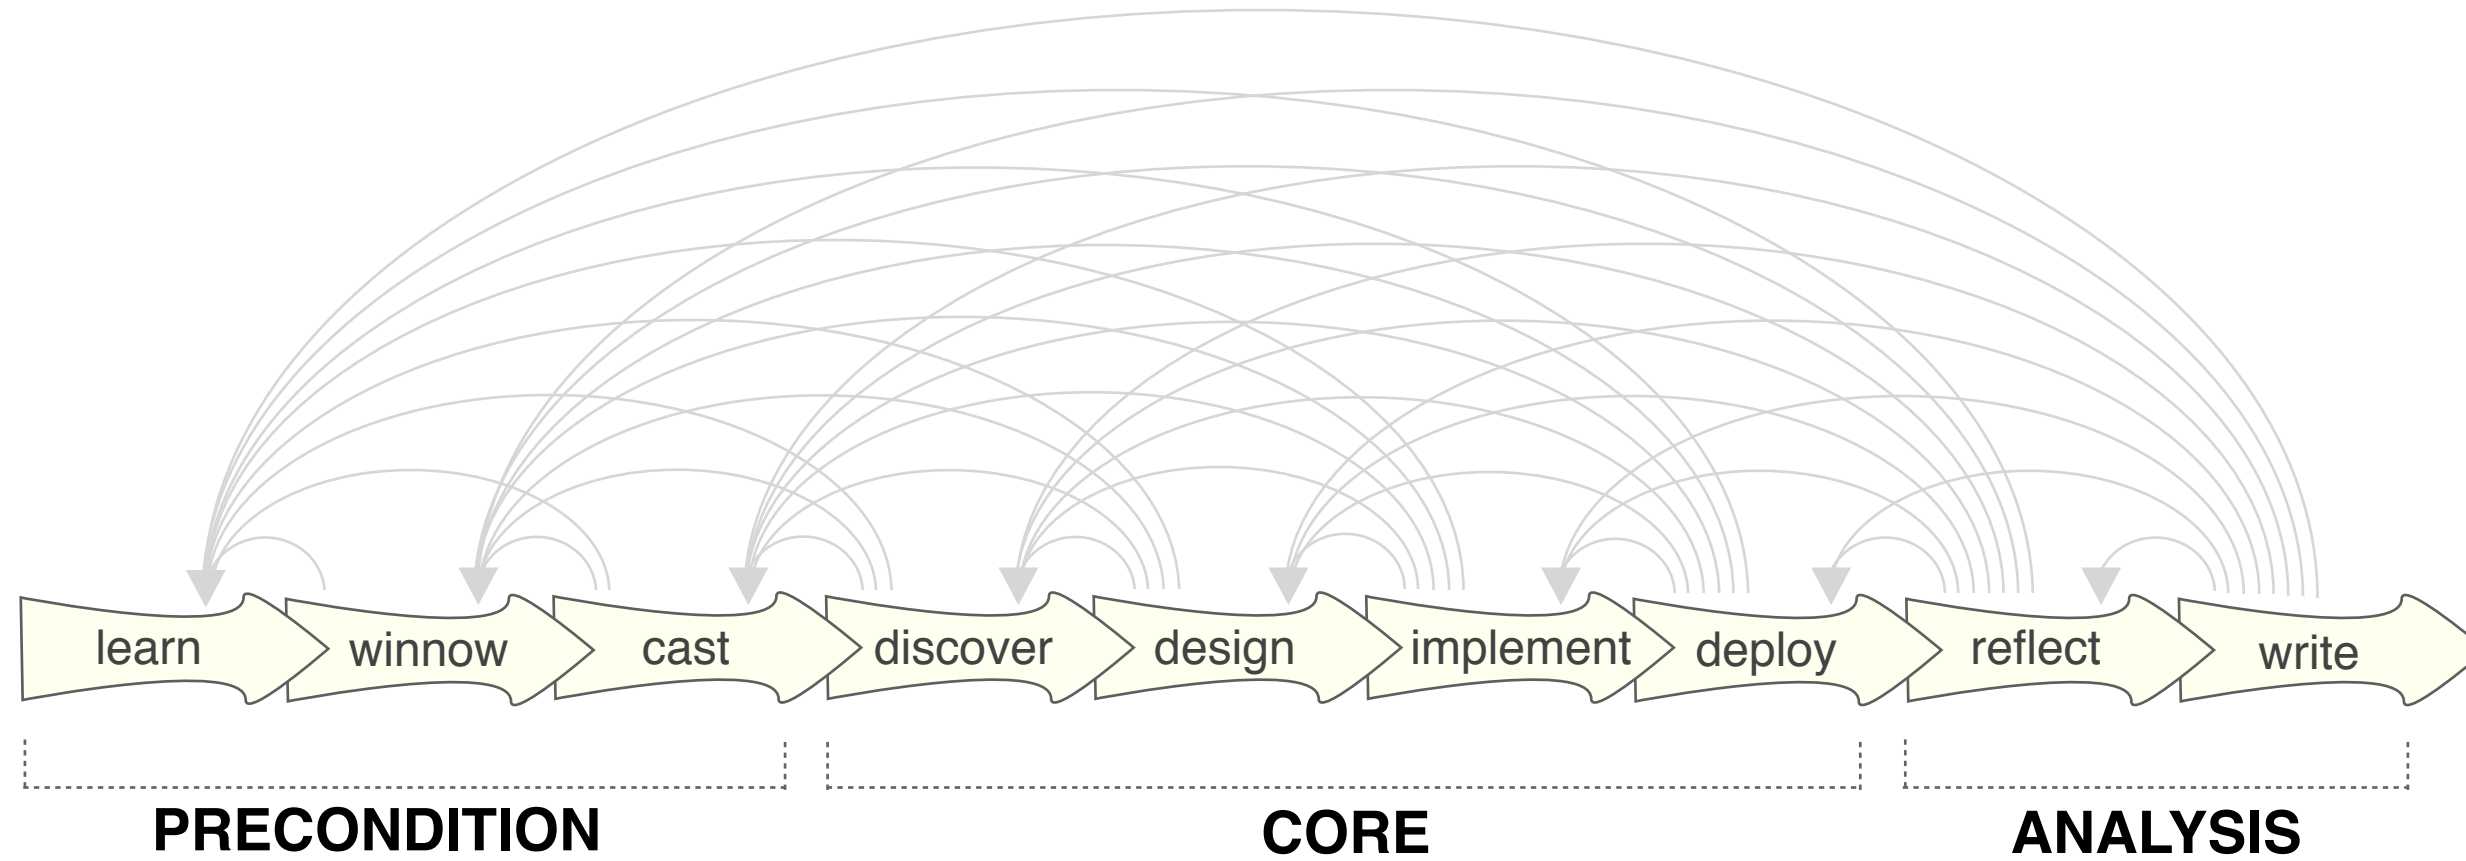 learn
winnow
cast
discover
design
implement
deploy
reflect
write
PRECONDITION
CORE
ANALYSIS